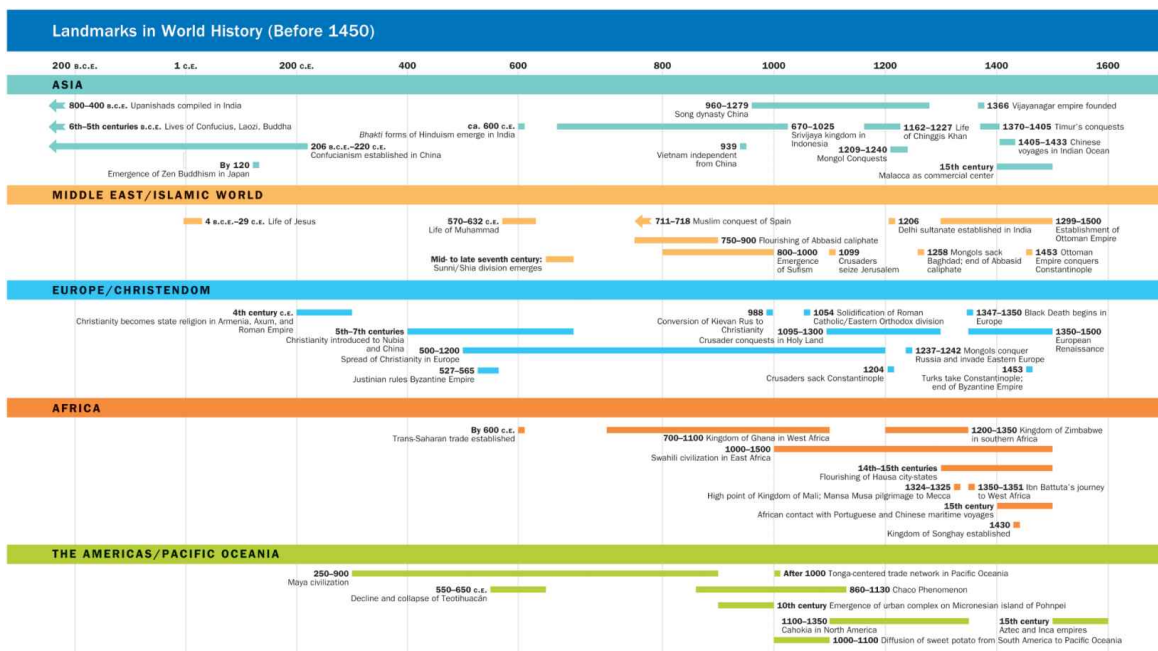 Landmarks in World History (Before 1450)
200 B.C.E. 1 C.E. 200 C.E. 400 600 800 1000 1200 1400 1600
ASIA
800–400 B.C.E. Upanishads compiled in India
6th–5th centuries B.C.E. Lives of Confucius, Laozi, Buddha
206 B.C.E.–220 C.E.
Confucianism established in China
By 120
Emergence of Zen Buddhism in Japan
ca. 600 C.E.
Bhakti forms of Hinduism emerge in India
960–1279
Song dynasty China
939
Vietnam independent
from China
670–1025
Srivijaya kingdom in
Indonesia
1209–1240
Mongol Conquests
1162–1227 Life
of Chinggis Khan
1366 Vijayanagar empire founded
1370–1405 Timur's conquests
1405–1433 Chinese
voyages in Indian Ocean
15th century
Malacca as commercial center
MIDDLE EAST/ISLAMIC WORLD
4 B.C.E.–29 C.E. Life of Jesus
570–632 C.E.
Life of Muhammad
Mid- to late seventh century:
Sunni/Shia division emerges
711–718 Muslim conquest of Spain
750–900 Flourishing of Abbasid caliphate
800–1000
Emergence
of Sufism
1099
Crusaders
seize Jerusalem
1206
Delhi sultanate established in India
1258 Mongols sack
Baghdad; end of Abbasid
caliphate
1299–1500
Establishment of
Ottoman Empire
1453 Ottoman
Empire conquers
Constantinople
EUROPE/CHRISTENDOM
4th century C.E.
Christianity becomes state religion in Armenia, Axum, and
Roman Empire
5th–7th centuries
Christianity introduced to Nubia
and China
500–1200
Spread of Christianity in Europe
527–565
Justinian rules Byzantine Empire
988
Conversion of Kievan Rus to
Christianity
1054 Solidification of Roman
Catholic/Eastern Orthodox division
1095–1300
Crusader conquests in Holy Land
1204
Crusaders sack Constantinople
1237–1242 Mongols conquer
Russia and invade Eastern Europe
1347–1350 Black Death begins in
Europe
1350–1500
European
Renaissance
1453
Turks take Constantinople;
end of Byzantine Empire
AFRICA
By 600 C.E.
Trans-Saharan trade established
700–1100 Kingdom of Ghana in West Africa
1000–1500
Swahili civilization in East Africa
1200–1350 Kingdom of Zimbabwe
in southern Africa
14th–15th centuries
Flourishing of Hausa city-states
1324–1325
High point of Kingdom of Mali; Mansa Musa pilgrimage to Mecca
1350–1351 Ibn Battuta's journey
to West Africa
15th century
African contact with Portuguese and Chinese maritime voyages
1430
Kingdom of Songhay established
THE AMERICAS/PACIFIC OCEANIA
250–900
Maya civilization
550–650 C.E.
Decline and collapse of Teotihuacán
After 1000 Tonga-centered trade network in Pacific Oceania
860–1130 Chaco Phenomenon
10th century Emergence of urban complex on Micronesian island of Pohnpei
1100–1350
Cahokia in North America
15th century
Aztec and Inca empires
1000–1100 Diffusion of sweet potato from South America to Pacific Oceania